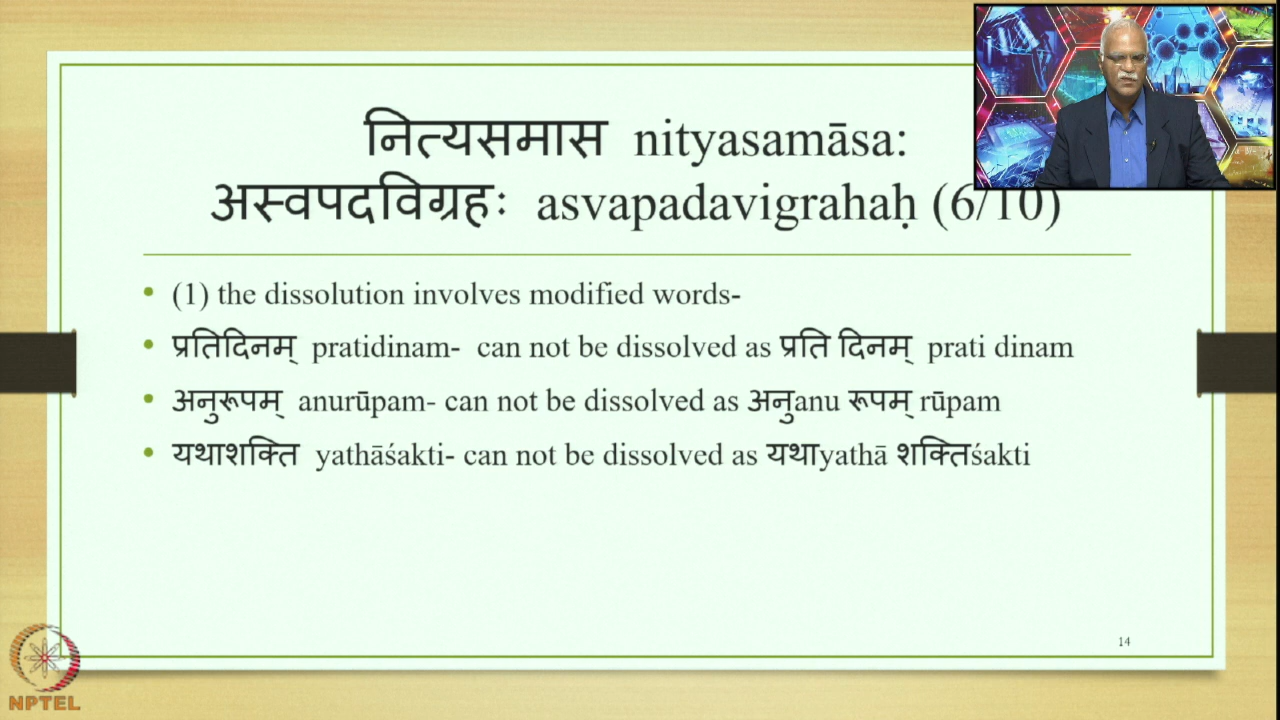 नित्यसमास nityasamāsa:
अस्वपदविग्रहः asvapadavigrahaḥ (6/10)
(1) the dissolution involves modified words-
प्रतिदिनम् pratidinam- can not be dissolved as प्रति दिनम् prati dinam
अनुरूपम् anurūpam- can not be dissolved as अनुanu रूपम् rūpam
यथाशक्ति yathāśakti- can not be dissolved as यथाyathā शक्तिśakti
14
NPTEL